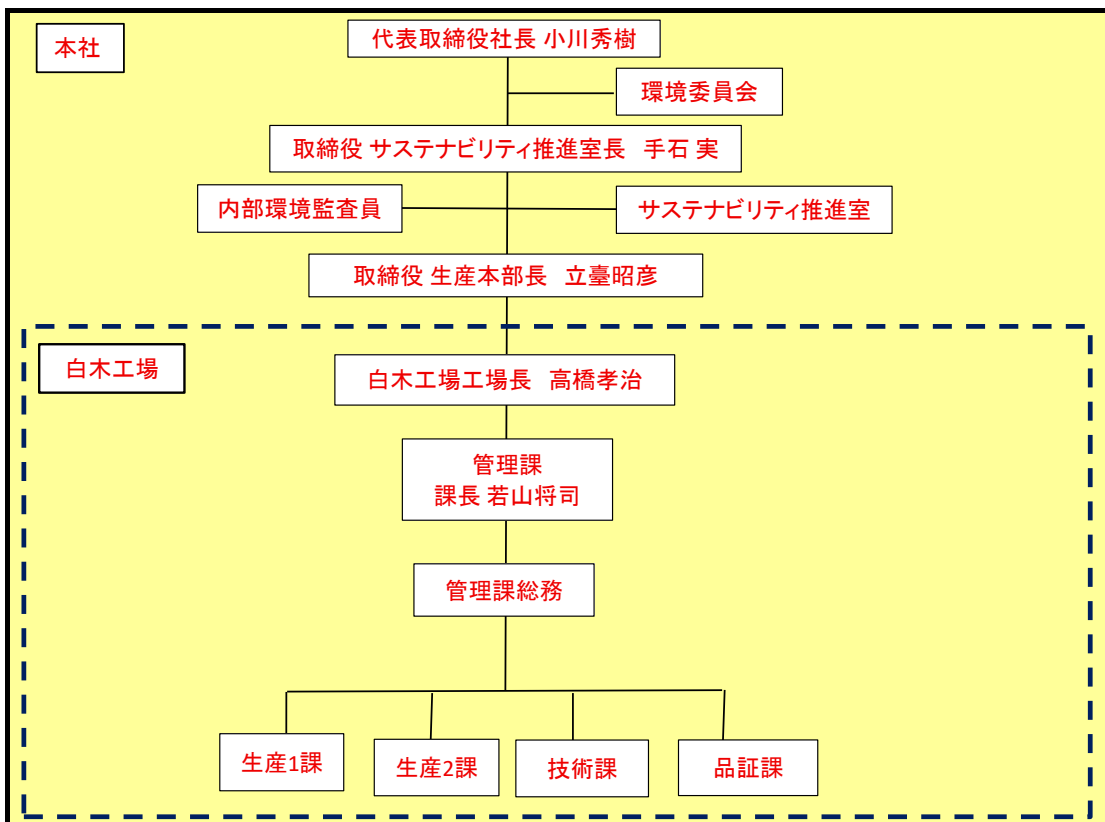 本社
代表取締役社長 小川秀樹
環境委員会
取締役 サステナビリティ推進室長 手石 実
内部環境監査員
サステナビリティ推進室
取締役 生産本部長 立臺昭彦
白木工場
白木工場工場長 高橋孝治
管理課
課長 若山将司
管理課総務
生産1課
生産2課
技術課
品証課